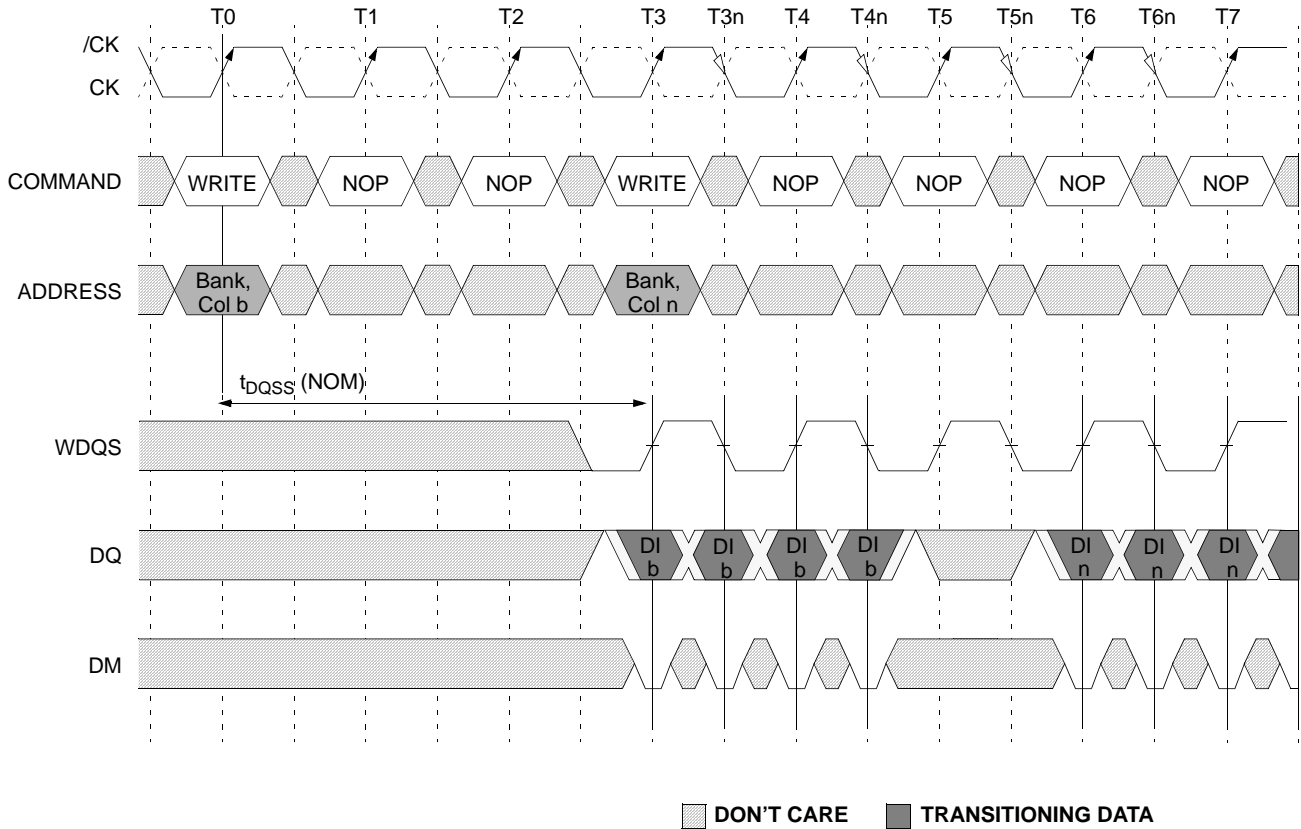 T0 T1 T2 T3 T3n T4 T4n T5 T5n T6 T6n T7
/CK
CK
COMMAND WRITE NOP NOP WRITE NOP NOP NOP NOP
ADDRESS Bank, Col b Bank, Col n
tDQSS (NOM)
WDQS
DQ DI b DI b DI b DI b DI n DI n DI n
DM
DON'T CARE TRANSITIONING DATA